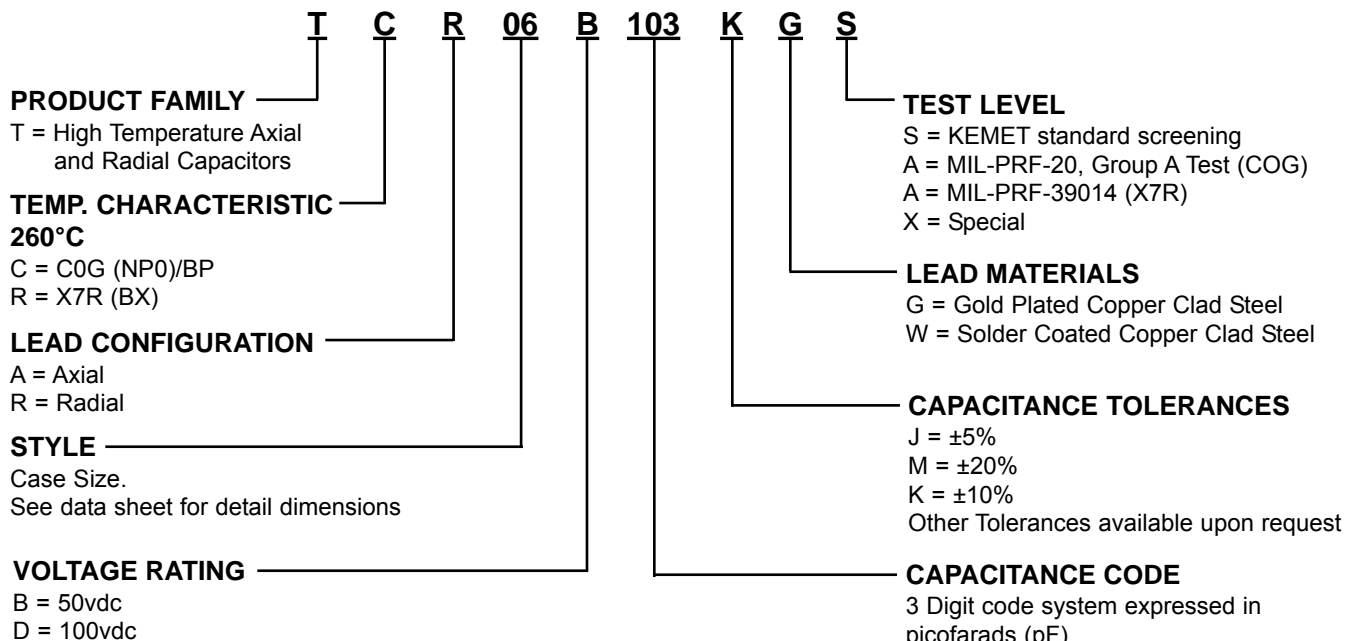 T C R 06 B 103 K G S
PRODUCT FAMILY
T = High Temperature Axial
and Radial Capacitors
TEMP. CHARACTERISTIC
260°C
C = C0G (NP0)/BP
R = X7R (BX)
LEAD CONFIGURATION
A = Axial
R = Radial
STYLE
Case Size.
See data sheet for detail dimensions
VOLTAGE RATING
B = 50vdc
D = 100vdc
TEST LEVEL
S = KEMET standard screening
A = MIL-PRF-20, Group A Test (COG)
A = MIL-PRF-39014 (X7R)
X = Special
LEAD MATERIALS
G = Gold Plated Copper Clad Steel
W = Solder Coated Copper Clad Steel
CAPACITANCE TOLERANCES
J = ±5%
M = ±20%
K = ±10%
Other Tolerances available upon request
CAPACITANCE CODE
3 Digit code system expressed in
picofarads (pF)